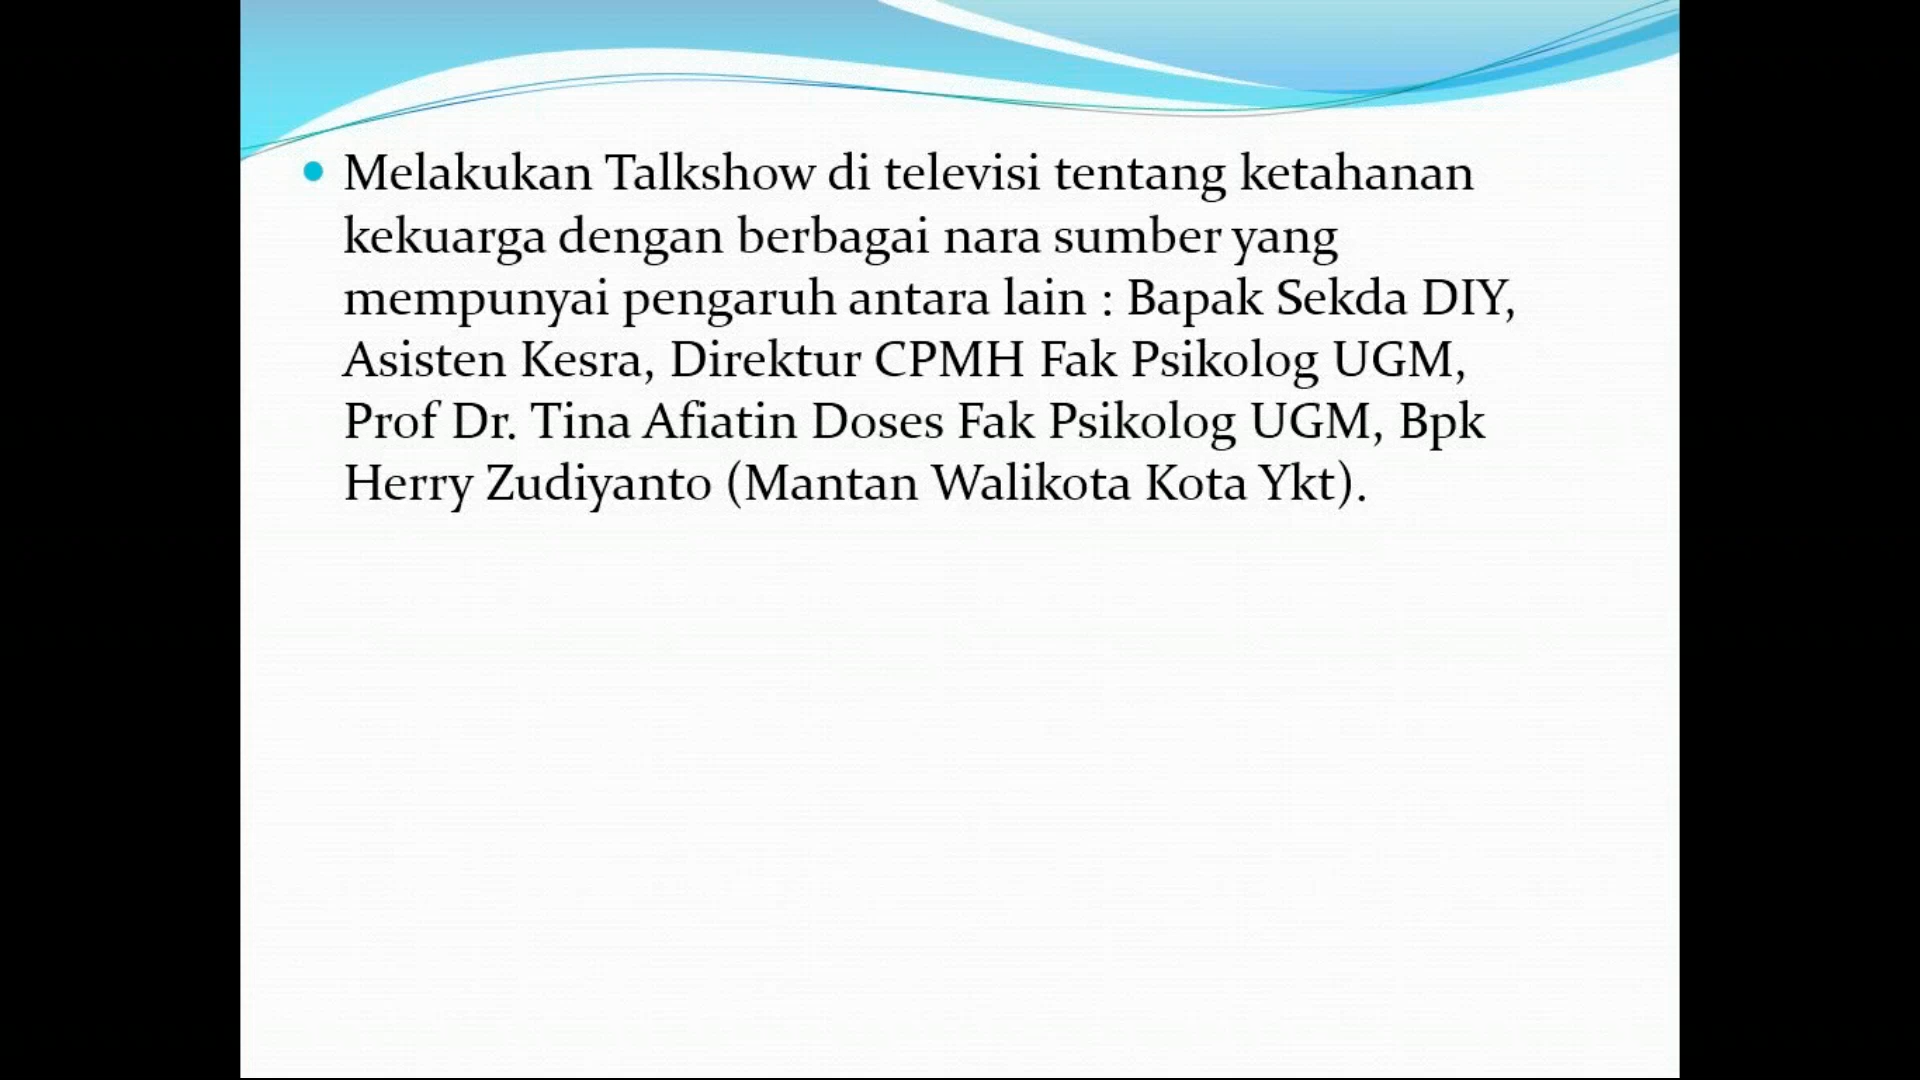 Melakukan Talkshow di televisi tentang ketahanan
kekuarga dengan berbagai nara sumber yang
mempunyai pengaruh antara lain : Bapak Sekda DIY,
Asisten Kesra, Direktur CPMH Fak Psikolog UGM,
Prof Dr. Tina Afiatin Doses Fak Psikolog UGM, Bpk
Herry Zudiyanto (Mantan Walikota Kota Ykt).